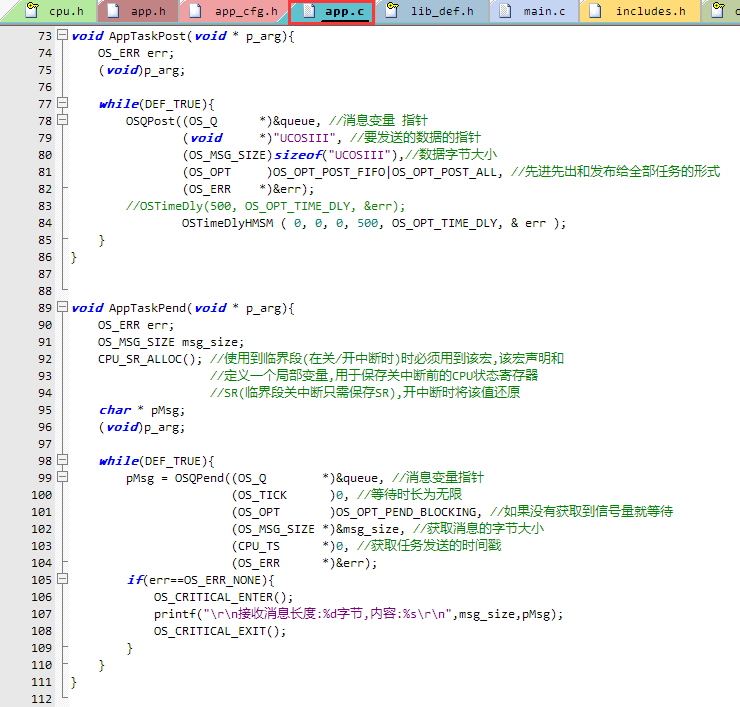 cpu.h app.h app_cfg.h app.c lib_def.h main.c includes.h
73 void AppTaskPost(void * p_arg){
74     OS_ERR err;
75     (void)p_arg;
76
77     while(DEF_TRUE){
78         OSQPost((OS_Q      *)&queue, //消息变量 指针
79                 (void     *)"UCOSIII", //要发送的数据的指针
80                 (OS_MSG_SIZE)sizeof("UCOSIII"),//数据字节大小
81                 (OS_OPT     )OS_OPT_POST_FIFO|OS_OPT_POST_ALL, //先进先出和发布给全部任务的形式
82                 (OS_ERR    *)&err);
83         //OSTimeDly(500, OS_OPT_TIME_DLY, &err);
84                 OSTimeDlyHMSM ( 0, 0, 0, 500, OS_OPT_TIME_DLY, & err );
85     }
86 }
87
88
89 void AppTaskPend(void * p_arg){
90     OS_ERR err;
91     OS_MSG_SIZE msg_size;
92     CPU_SR_ALLOC(); //使用到临界段(在关/开中断时)时必须用到该宏,该宏声明和
93                     //定义一个局部变量,用于保存关中断前的CPU状态寄存器
94                     //SR(临界段关中断只需保存SR),开中断时将该值还原
95     char * pMsg;
96     (void)p_arg;
97
98     while(DEF_TRUE){
99         pMsg = OSQPend((OS_Q        *)&queue, //消息变量指针
100                        (OS_TICK      )0, //等待时长为无限
101                        (OS_OPT       )OS_OPT_PEND_BLOCKING, //如果没有获取到信号量就等待
102                        (OS_MSG_SIZE *)&msg_size, //获取消息的字节大小
103                        (CPU_TS      *)0, //获取任务发送的时间戳
104                        (OS_ERR      *)&err);
105         if(err==OS_ERR_NONE){
106             OS_CRITICAL_ENTER();
107             printf("\r\n接收消息长度:%d字节,内容:%s\r\n",msg_size,pMsg);
108             OS_CRITICAL_EXIT();
109         }
110     }
111 }
112